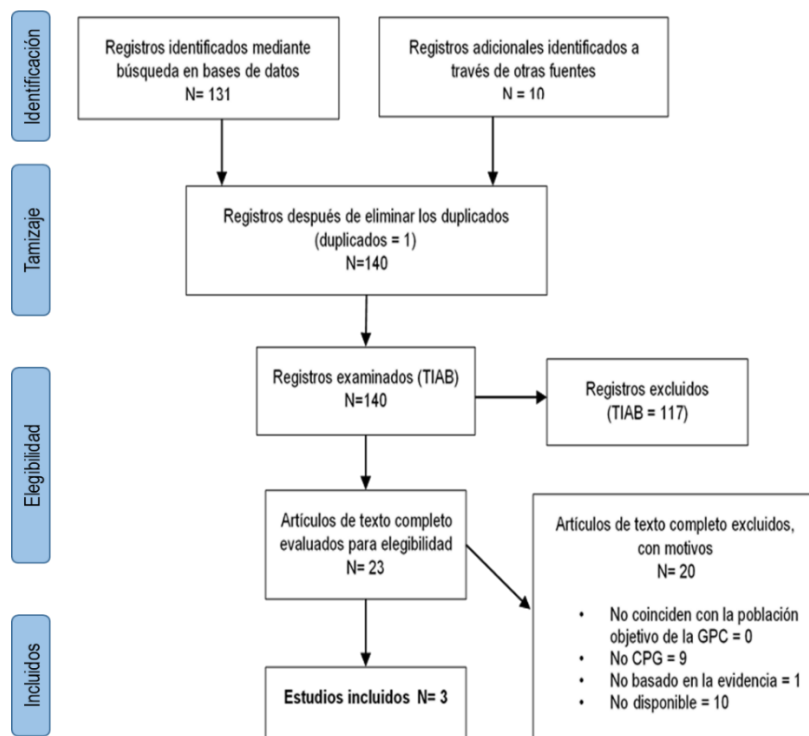 Identificación
Registros identificados mediante
búsqueda en bases de datos
N= 131
Registros adicionales identificados a
través de otras fuentes
N = 10
Tamizaje
Registros después de eliminar los duplicados
(duplicados = 1)
N=140
Elegibilidad
Registros examinados (TIAB)
N=140
Registros excluidos
(TIAB = 117)
Artículos de texto completo
evaluados para elegibilidad
N= 23
Artículos de texto completo excluidos,
con motivos
N= 20
• No coinciden con la población
objetivo de la GPC = 0
• No CPG = 9
• No basado en la evidencia = 1
• No disponible = 10
Incluidos
Estudios incluidos N= 3